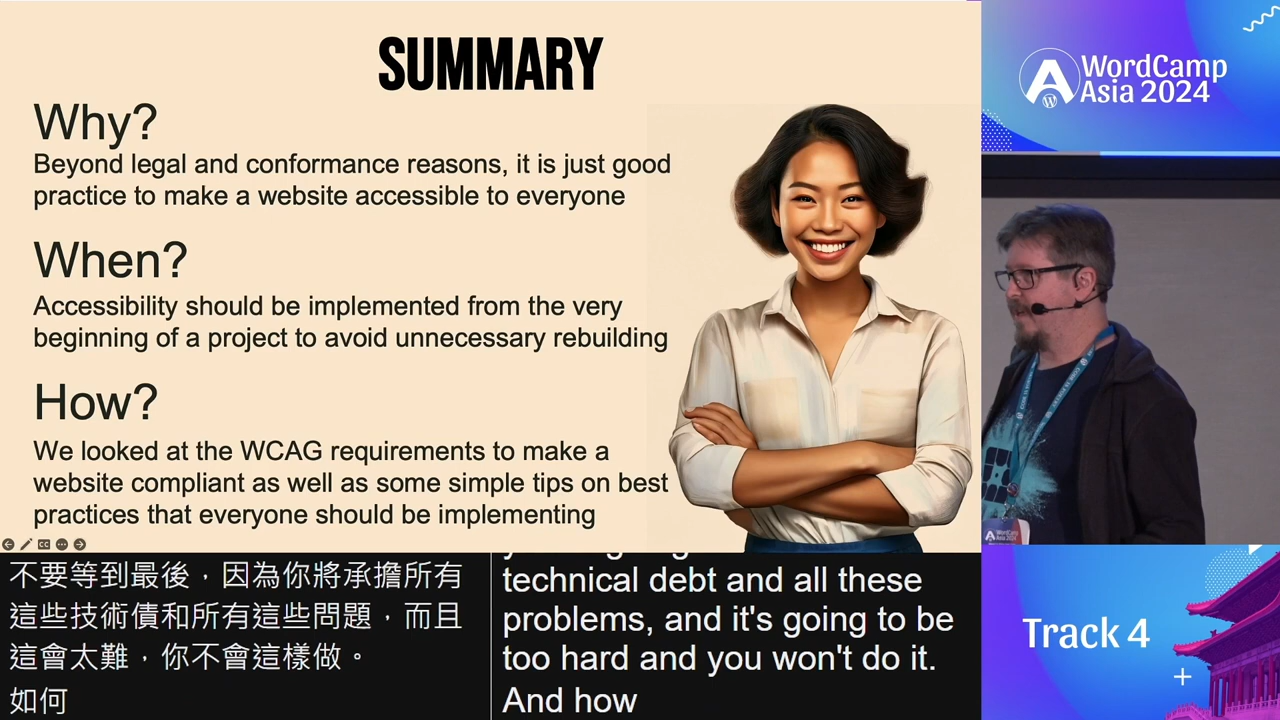 SUMMARY
Why?
Beyond legal and conformance reasons, it is just good
practice to make a website accessible to everyone
When?
Accessibility should be implemented from the very
beginning of a project to avoid unnecessary rebuilding
How?
We looked at the WCAG requirements to make a
website compliant as well as some simple tips on best
practices that everyone should be implementing
不要等到最後，因為你將承擔所有
這些技術債和所有這些問題，而且
這會太難，你不會這樣做。
如何
technical debt and all these
problems, and it's going to be
too hard and you won't do it.
And how
WordCamp
Asia 2024
WordCamp
Asia 2024
Track 4